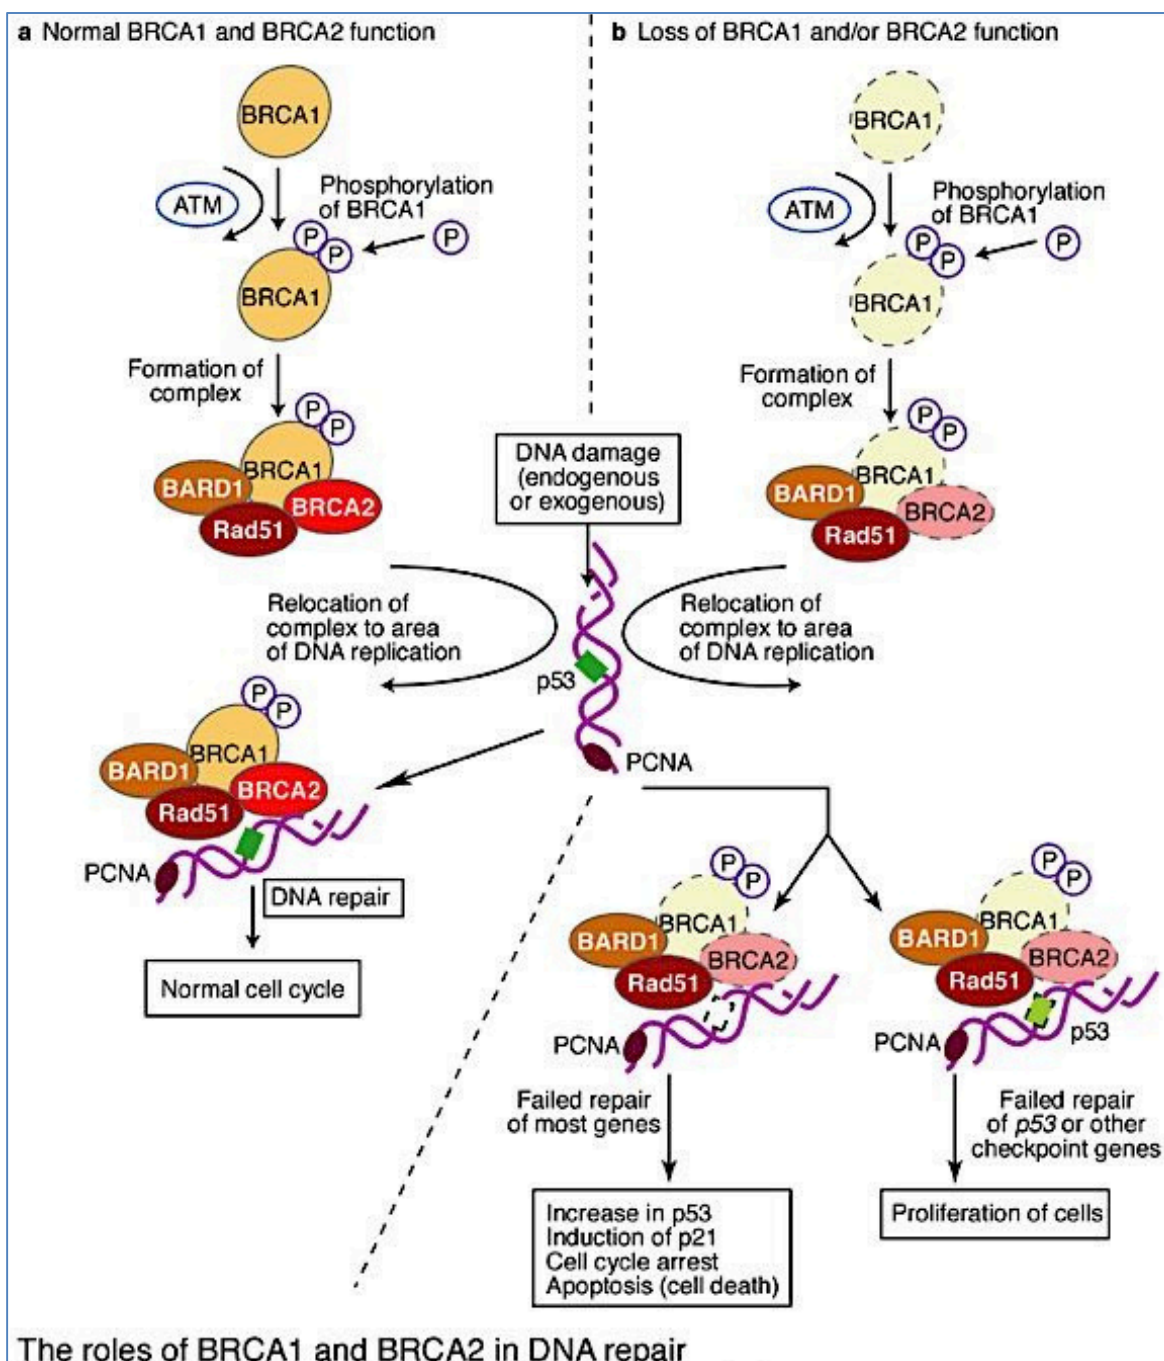 a Normal BRCA1 and BRCA2 function
BRCA1
ATM
Phosphorylation
of BRCA1
P
P
P
BRCA1
Formation of
complex
P
P
BRCA1
BARD1
BRCA2
Rad51
Relocation of
complex to area
of DNA replication
P
P
BRCA1
BARD1
BRCA2
Rad51
PCNA
DNA repair
Normal cell cycle
DNA damage
(endogenous
or exogenous)
p53
PCNA
b Loss of BRCA1 and/or BRCA2 function
BRCA1
ATM
Phosphorylation
of BRCA1
P
P
P
BRCA1
Formation of
complex
P
P
BRCA1
BARD1
BRCA2
Rad51
Relocation of
complex to area
of DNA replication
P
P
BRCA1
BARD1
BRCA2
Rad51
PCNA
Failed repair
of most genes
Increase in p53
Induction of p21
Cell cycle arrest
Apoptosis (cell death)
P
P
BRCA1
BARD1
BRCA2
Rad51
p53
PCNA
Failed repair
of p53 or other
checkpoint genes
Proliferation of cells
The roles of BRCA1 and BRCA2 in DNA repair